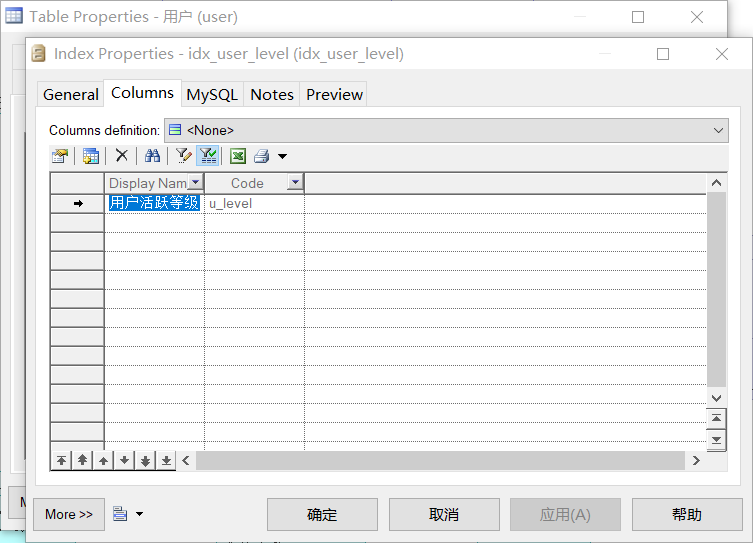 Table Properties - 用户 (user)
Index Properties - idx_user_level (idx_user_level)
General Columns MySQL Notes Preview
Columns definition: <None>
Display Nam Code
用户活跃等级 u_level
More >> 确定 取消 应用(A) 帮助